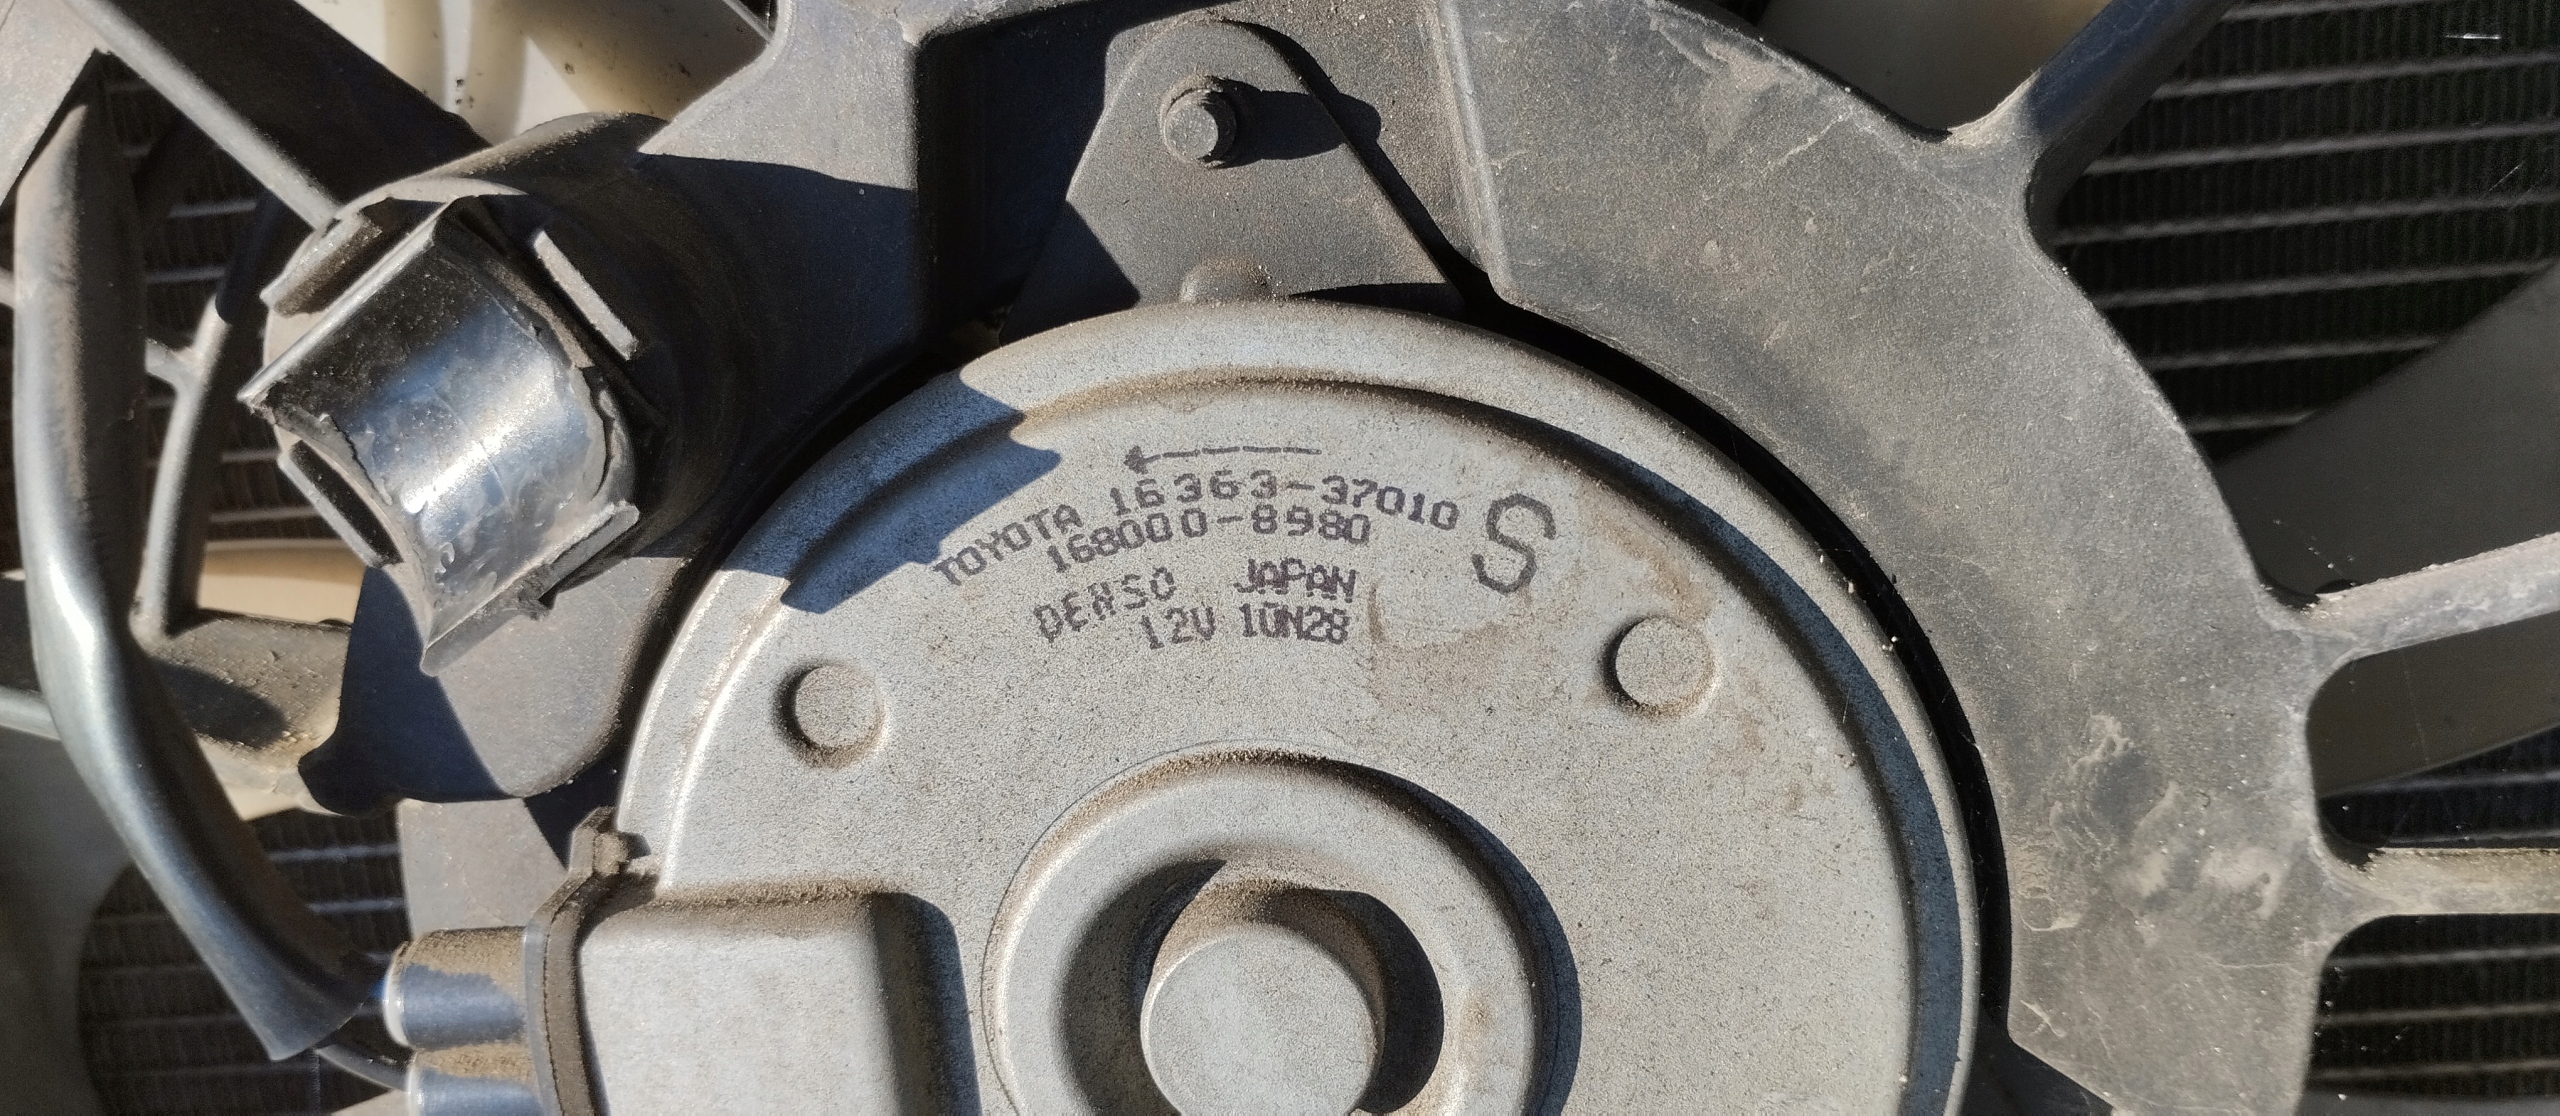 TOYOTA 16363-37010 S
168000-8980
DENSO JAPAN
12V 10N28